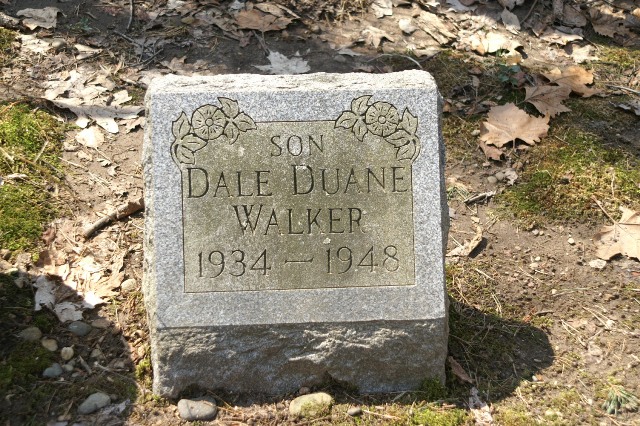 SON
DALE DUANE
WALKER
1934 — 1948